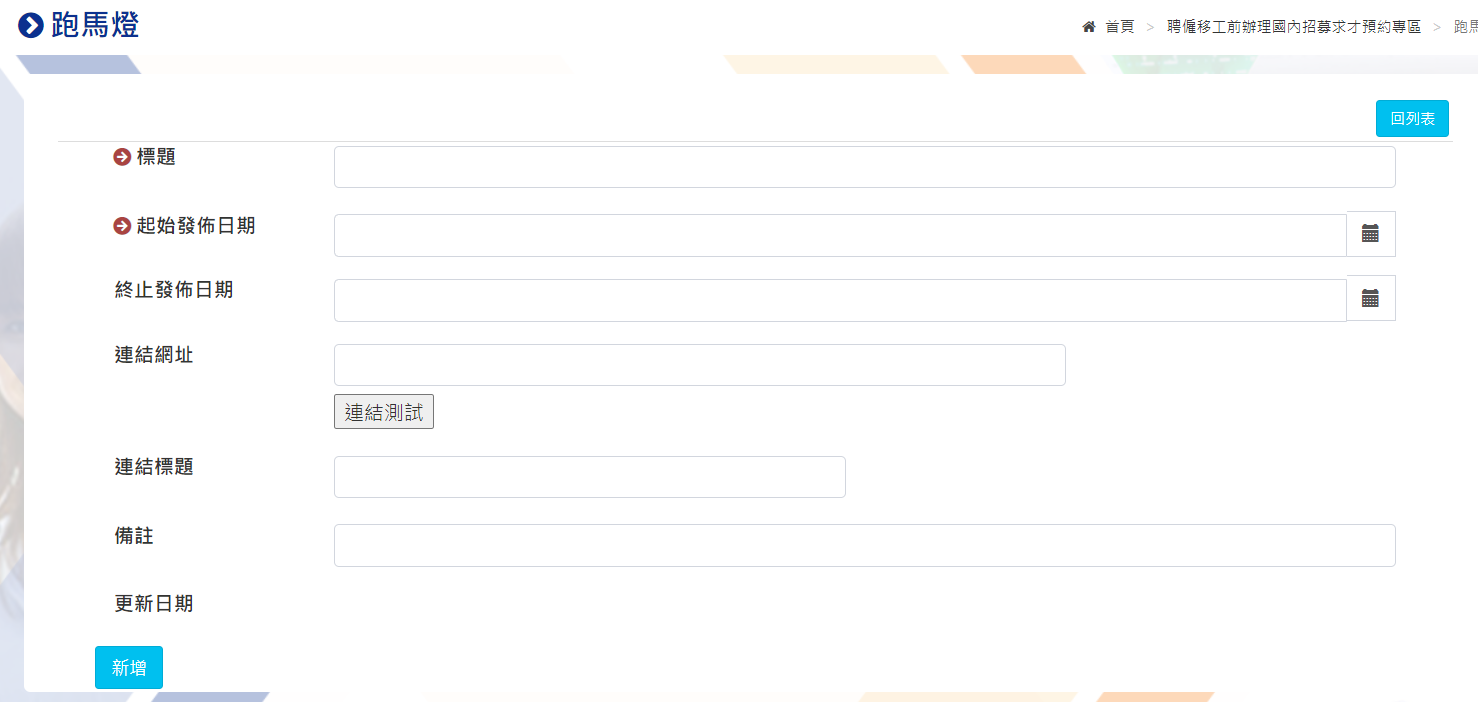 跑馬燈
首頁 > 聘僱移工前辦理國內招募求才預約專區 > 跑馬
回列表
標題
起始發佈日期
終止發佈日期
連結網址
連結測試
連結標題
備註
更新日期
新增